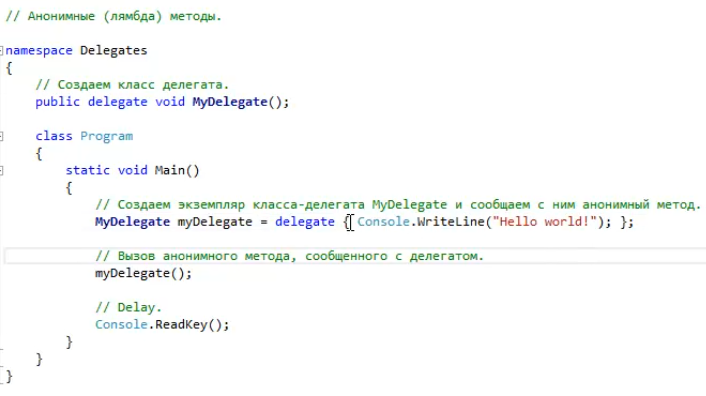 // Анонимные (лямбда) методы.
namespace Delegates
{
// Создаем класс делегата.
public delegate void MyDelegate();
class Program
{
static void Main()
{
// Создаем экземпляр класса-делегата MyDelegate и сообщаем с ним анонимный метод.
MyDelegate myDelegate = delegate { Console.WriteLine("Hello world!"); };
// Вызов анонимного метода, сообщенного с делегатом.
myDelegate();
// Delay.
Console.ReadKey();
}
}
}